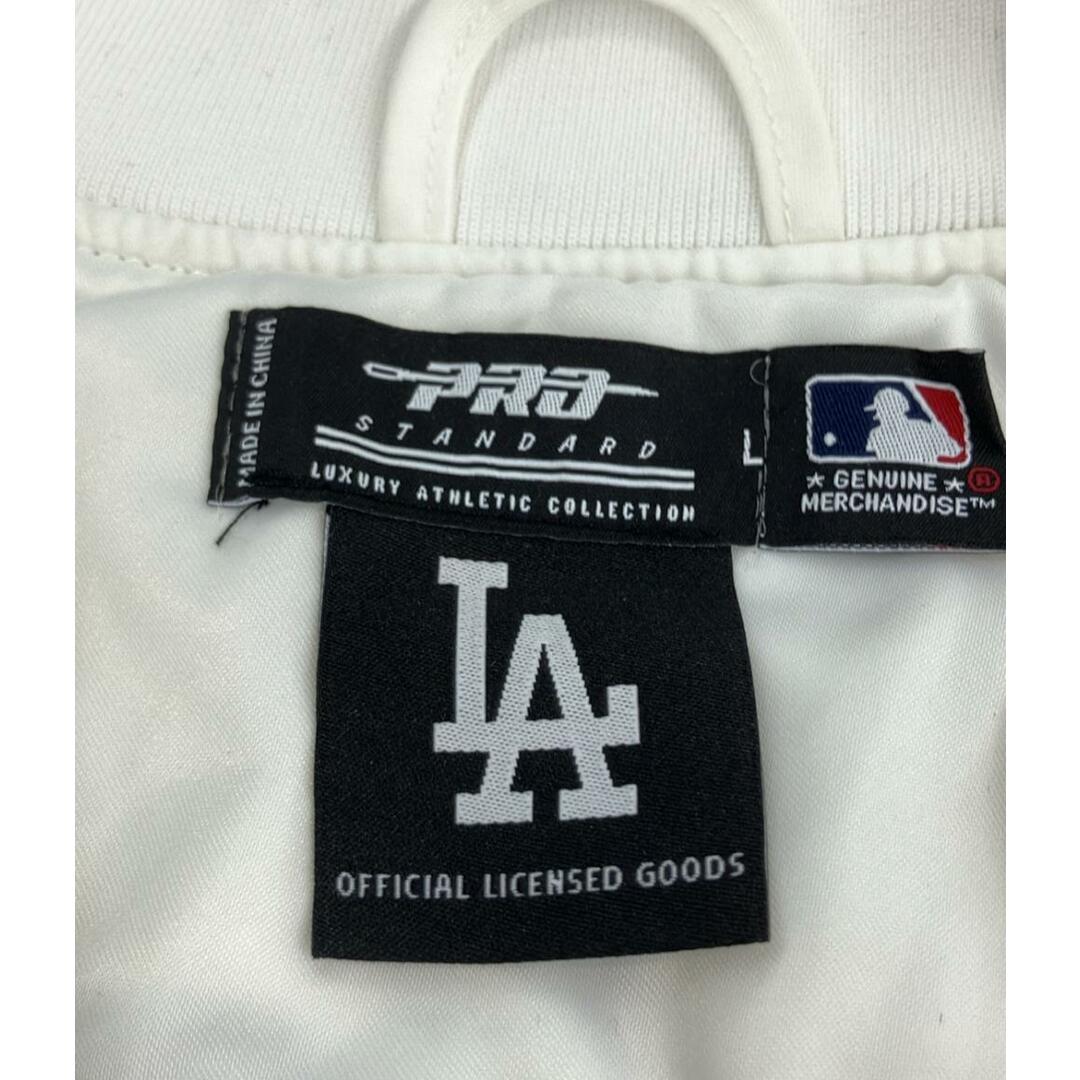 MADE IN CHINA
PRO
STANDARD
LUXURY ATHLETIC COLLECTION
L
★ GENUINE ★ R
MERCHANDISE™
LA
OFFICIAL LICENSED GOODS